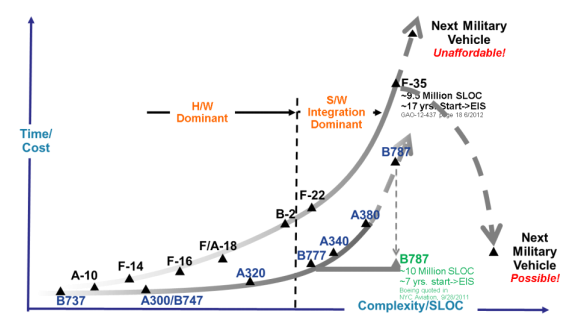 Next Military
Vehicle
Unaffordable!
F-35
~9.5 Million SLOC
~17 yrs. Start->EIS
GAO-12-437 page 18 6/2012
H/W
Dominant
S/W
Integration
Dominant
Time/
Cost
B787
F-22
B-2
A380
F/A-18
A340
B777
F-16
F-14
A-10
A320
B737
A300/B747
B787
~10 Million SLOC
~7 yrs. start->EIS
Boeing quoted in
NYC Aviation, 9/28/2011
Next
Military
Vehicle
Possible!
Complexity/SLOC